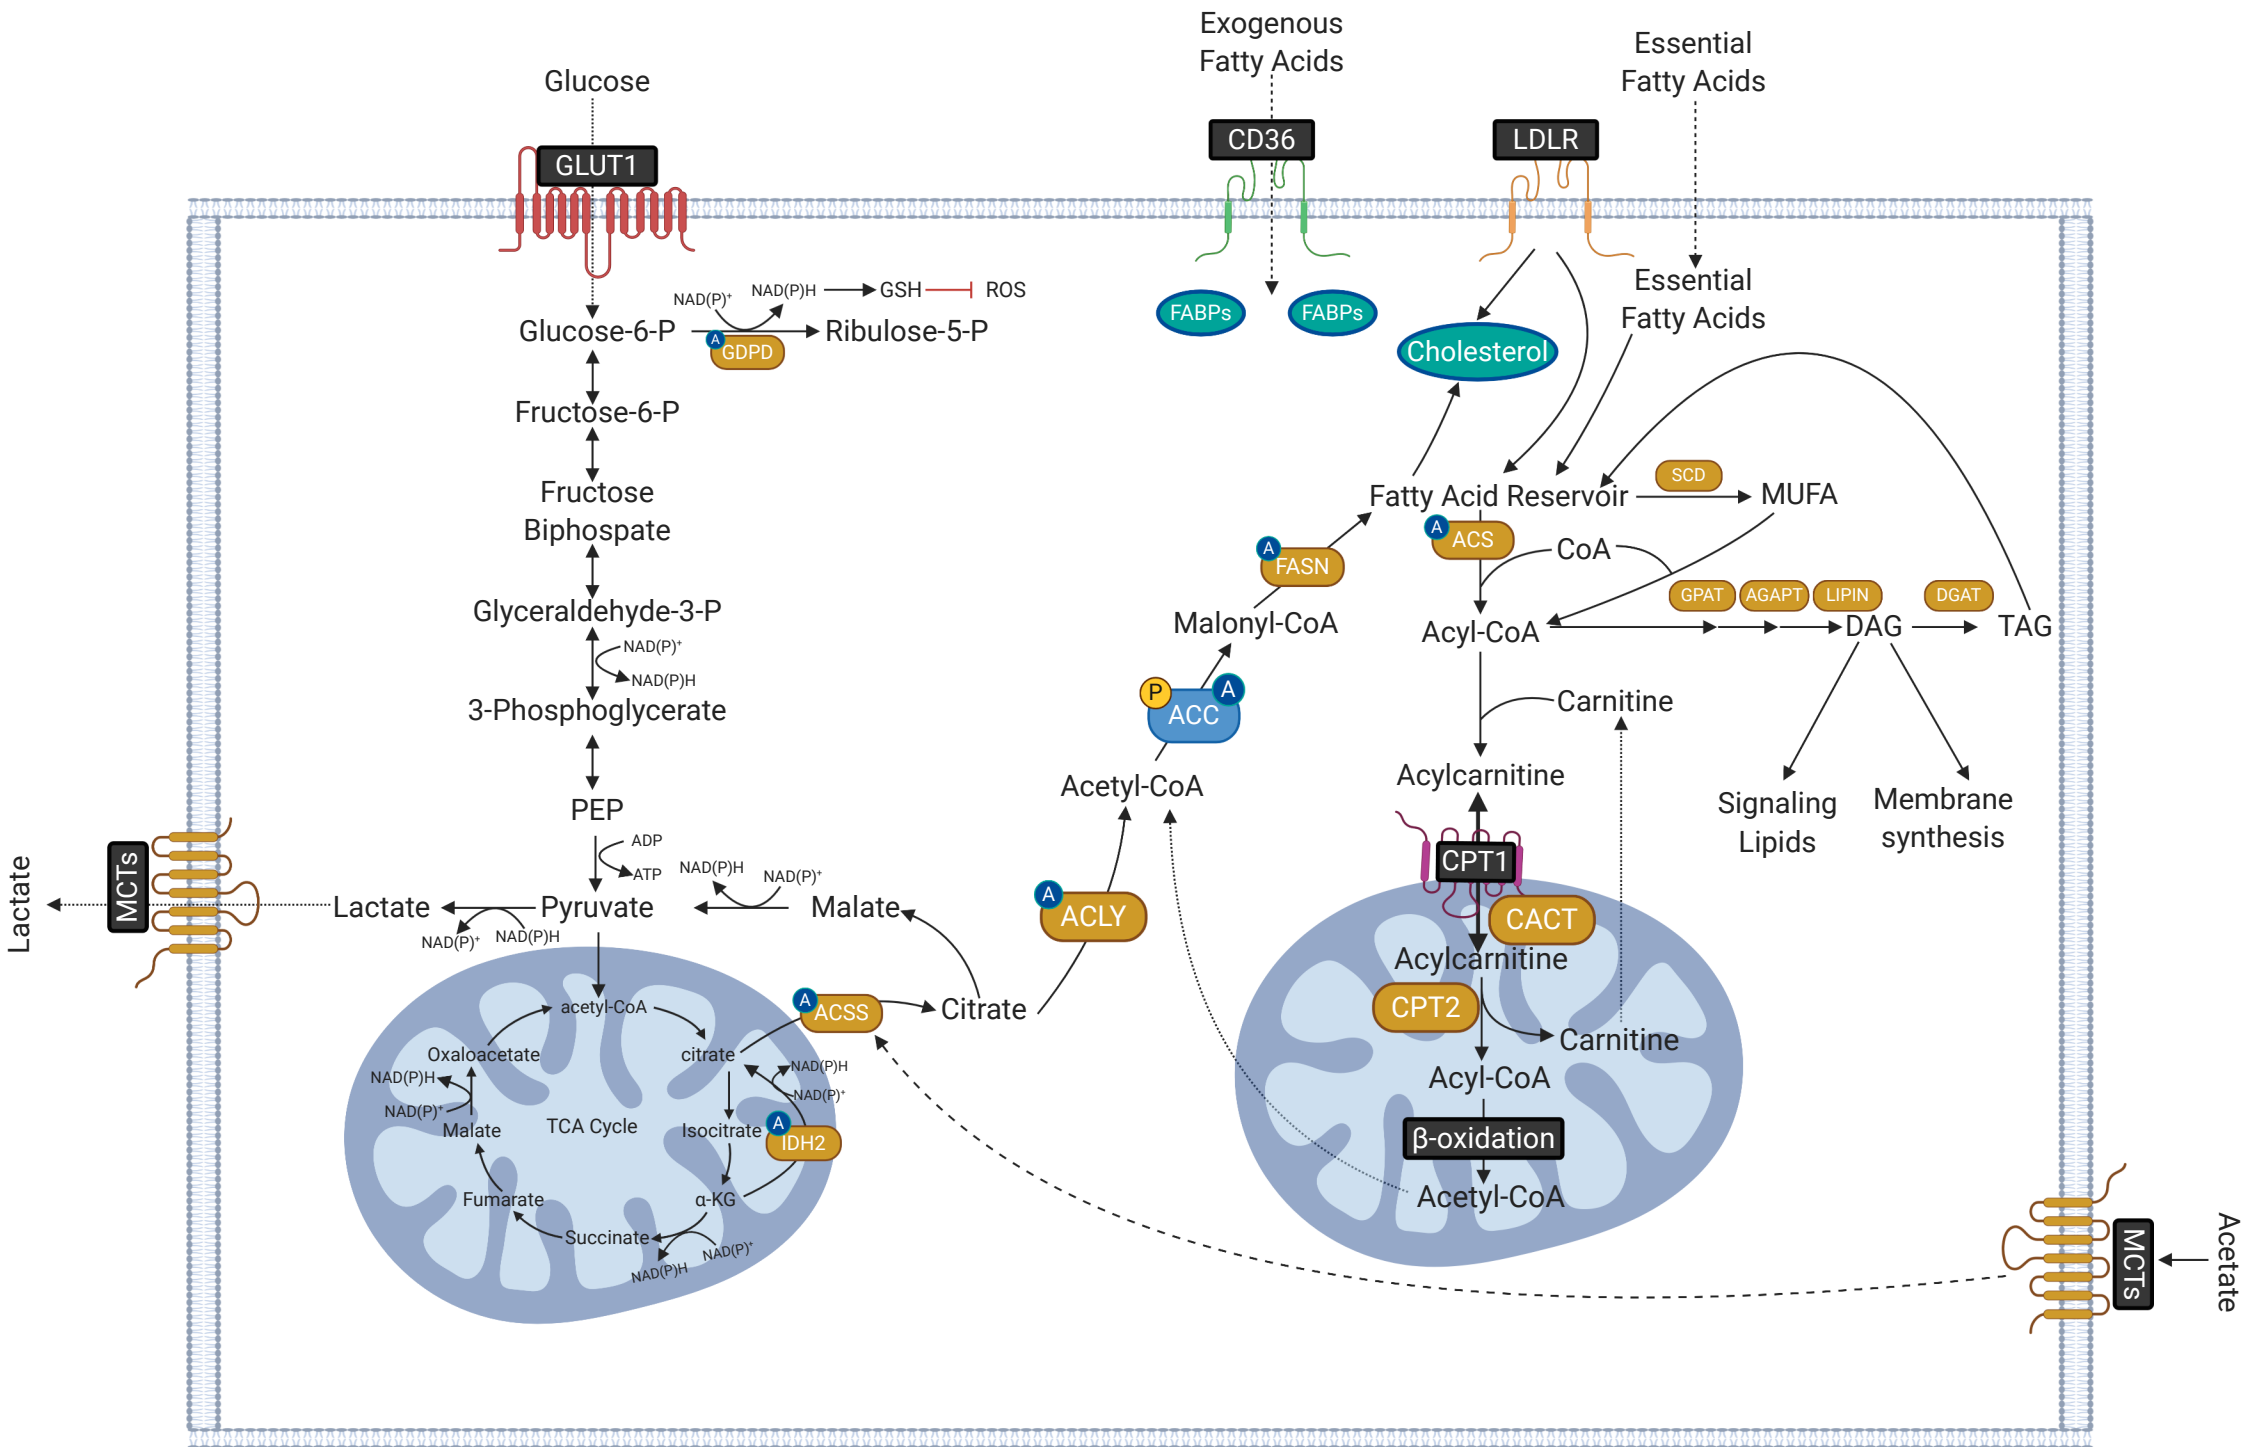 Exogenous
Fatty Acids
Essential
Fatty Acids
Glucose
GLUT1
CD36
LDLR
Essential
Fatty Acids
NAD(P)+
NAD(P)H
GSH
ROS
Glucose-6-P
Ribulose-5-P
A
GDPD
FABPs
FABPs
Cholesterol
Fructose-6-P
Fructose
Biphospate
Fatty Acid Reservoir
SCD
MUFA
A
ACS
CoA
A
FASN
Glyceraldehyde-3-P
NAD(P)+
NAD(P)H
3-Phosphoglycerate
Malonyl-CoA
Acyl-CoA
GPAT
AGAPT
LIPIN
DGAT
DAG
TAG
P
A
ACC
Carnitine
Acetyl-CoA
Acylcarnitine
Signaling
Lipids
Membrane
synthesis
PEP
ADP
ATP
Lactate
MCTs
Lactate
NAD(P)+
NAD(P)H
Pyruvate
NAD(P)H
NAD(P)+
Malate
A
ACLY
CPT1
CACT
Acylcarnitine
CPT2
Carnitine
Acyl-CoA
β-oxidation
Acetyl-CoA
A
ACSS
Citrate
acetyl-CoA
Oxaloacetate
citrate
NAD(P)H
NAD(P)+
NAD(P)H
NAD(P)+
Malate
TCA Cycle
Isocitrate
A
IDH2
Fumarate
α-KG
Succinate
NAD(P)+
NAD(P)H
MCTs
Acetate